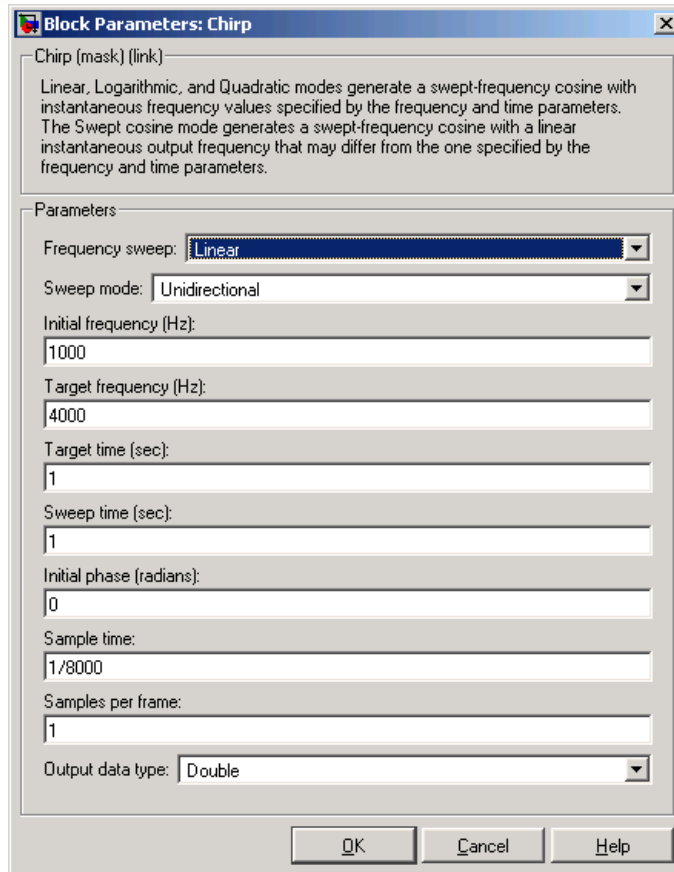 Block Parameters: Chirp
Chirp (mask) (link)
Linear, Logarithmic, and Quadratic modes generate a swept-frequency cosine with
instantaneous frequency values specified by the frequency and time parameters.
The Swept cosine mode generates a swept-frequency cosine with a linear
instantaneous output frequency that may differ from the one specified by the
frequency and time parameters.
Parameters
Frequency sweep: Linear
Sweep mode: Unidirectional
Initial frequency (Hz):
1000
Target frequency (Hz):
4000
Target time (sec):
1
Sweep time (sec):
1
Initial phase (radians):
0
Sample time:
1/8000
Samples per frame:
1
Output data type: Double
OK Cancel Help